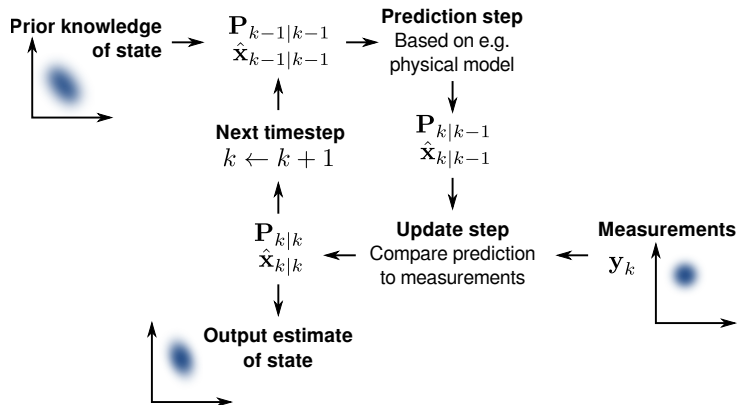 Prior knowledge
of state
P_{k-1|k-1}
x̂_{k-1|k-1}
Prediction step
Based on e.g.
physical model
P_{k|k-1}
x̂_{k|k-1}
Next timestep
k ← k + 1
P_{k|k}
x̂_{k|k}
Update step
Compare prediction
to measurements
Measurements
y_k
Output estimate
of state